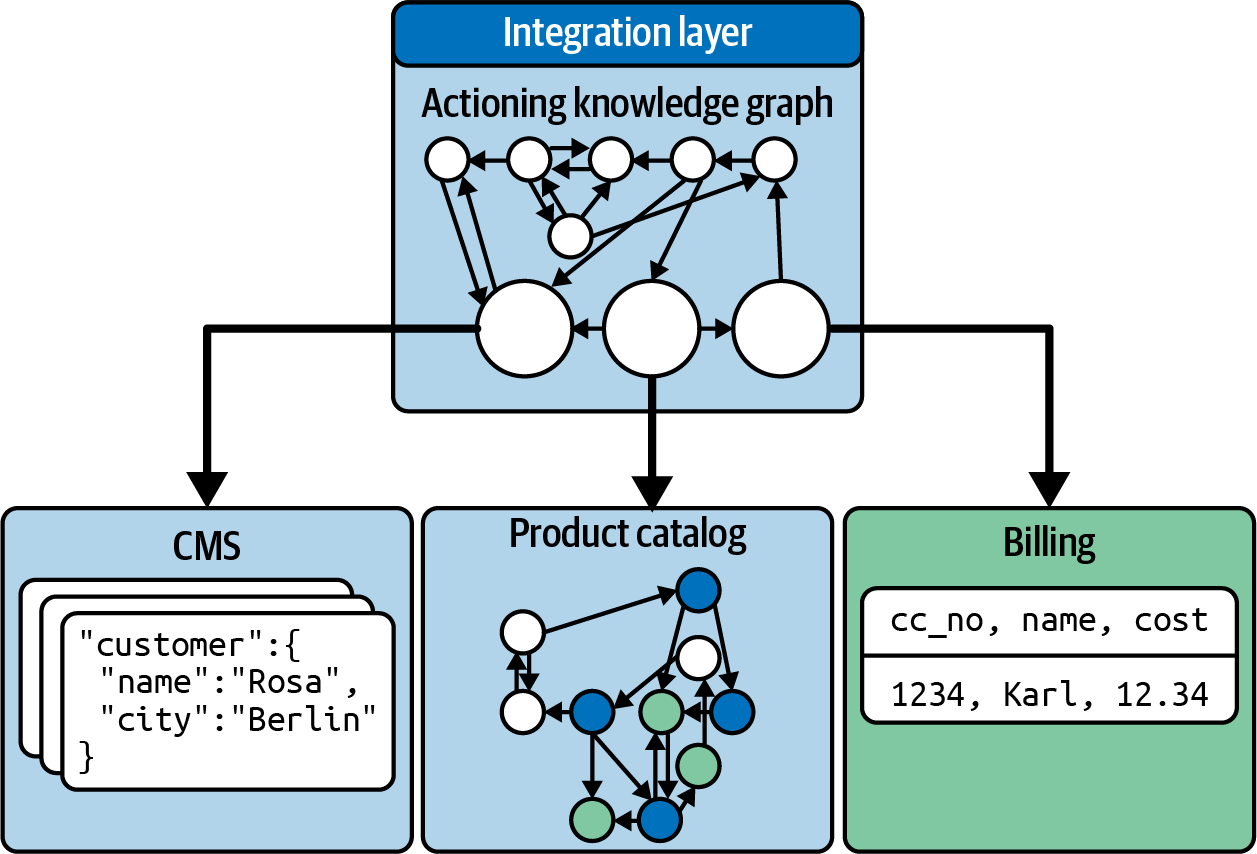 Integration layer
Actioning knowledge graph
CMS
"customer":{
"name":"Rosa",
"city":"Berlin"
}
Product catalog
Billing
cc_no, name, cost
1234, Karl, 12.34